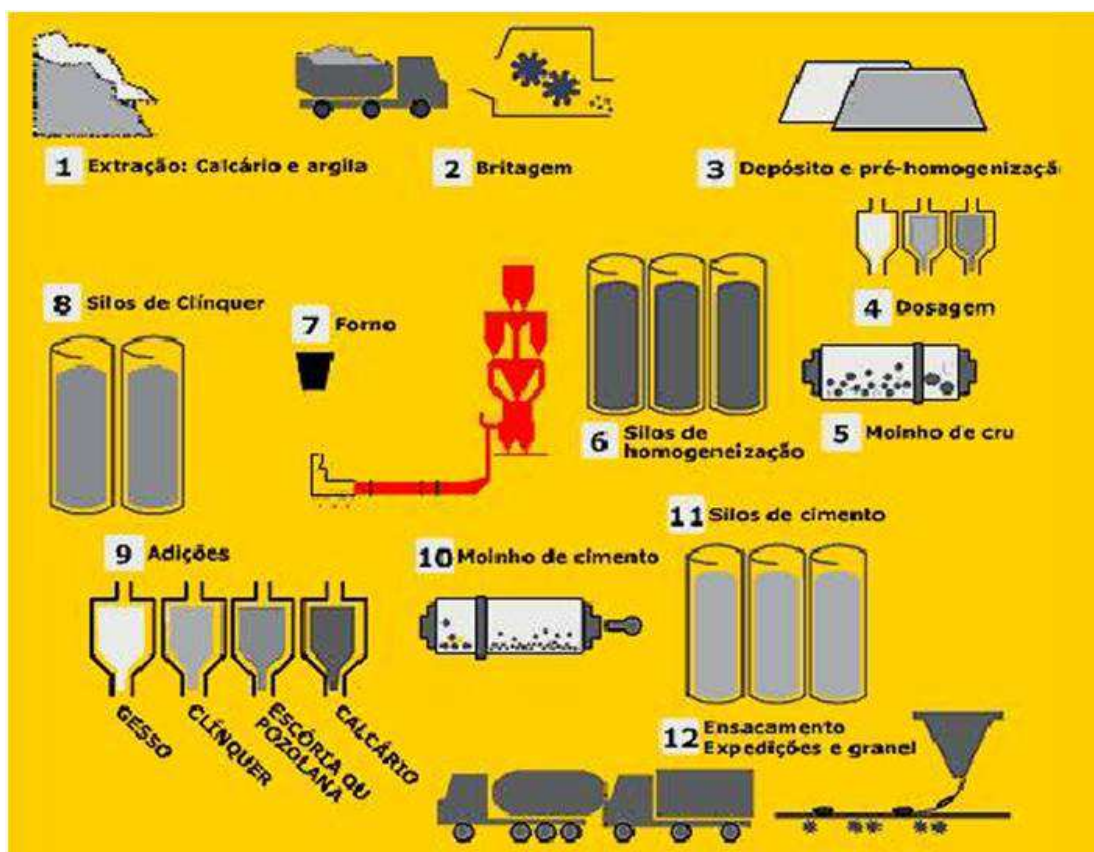 1 Extração: Calcário e argila
2 Britagem
3 Depósito e pré-homogenizaçã
4 Dosagem
5 Moinho de cru
6 Silos de
homogeneização
7 Forno
8 Silos de Clínquer
9 Adições
GESSO
CLÍNQUER
ESCÓRIA OU
POZOLANA
CALCÁRIO
10 Moinho de cimento
11 Silos de cimento
12 Ensacamento
Expedições e granel